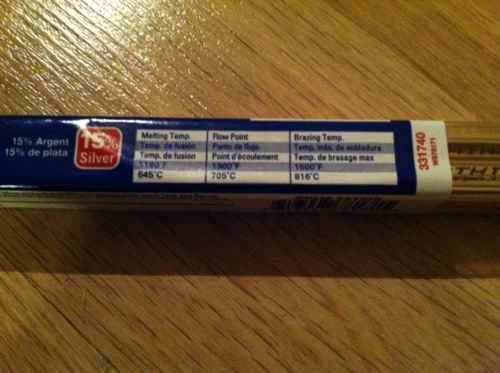 15% Argent
15% de plata
15%
Silver
Melting Temp. Flow Point Brazing Temp.
Temp. de fusión Punto de flujo Temp. máx. de soldadura
Temp. de fusion Point d'écoulement Temp. de brasage max
1190°F 1300°F 1500°F
645°C 705°C 816°C
331740
THI